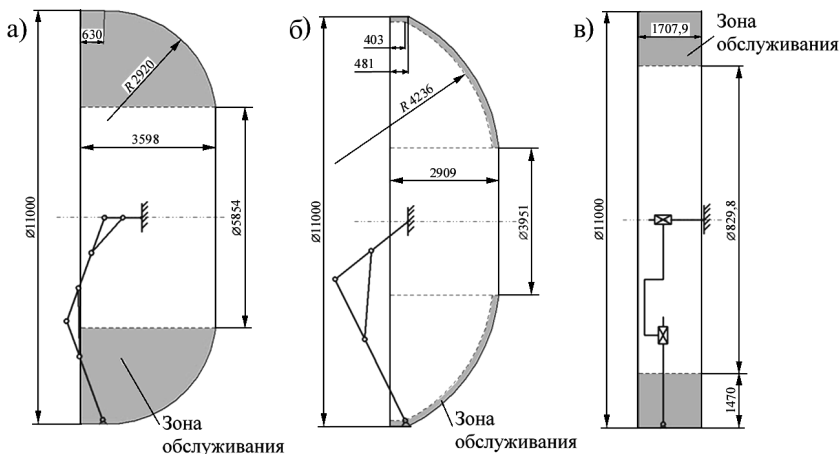 а)
630
R 2920
3598
Ø11000
Ø5854
Зона
обслуживания
б)
403
481
R 4236
2909
Ø11000
Ø3951
Зона
обслуживания
в)
1707,9
Зона
обслуживания
Ø11000
Ø829,8
1470